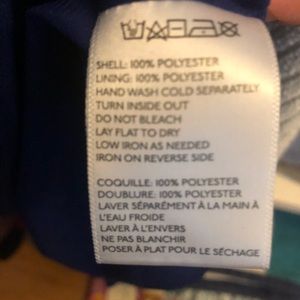 SHELL: 100% POLYESTER
LINING: 100% POLYESTER
HAND WASH COLD SEPARATELY
TURN INSIDE OUT
DO NOT BLEACH
LAY FLAT TO DRY
LOW IRON AS NEEDED
IRON ON REVERSE SIDE
COQUILLE: 100% POLYESTER
DOUBLURE: 100% POLYESTER
LAVER SÉPARÉMENT À LA MAIN À
L'EAU FROIDE
LAVER À L'ENVERS
NE PAS BLANCHIR
POSER À PLAT POUR LE SÉCHAGE